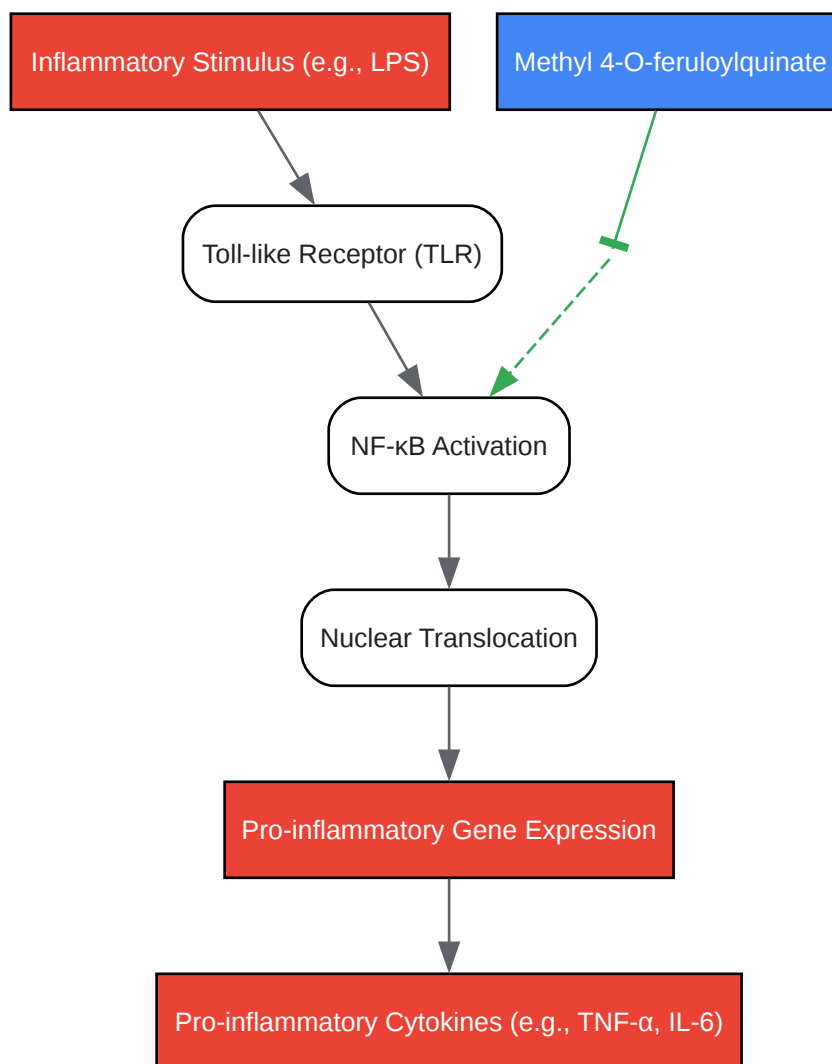 Inflammatory Stimulus (e.g., LPS)
Methyl 4-O-feruloylquinate
Toll-like Receptor (TLR)
NF-κB Activation
Nuclear Translocation
Pro-inflammatory Gene Expression
Pro-inflammatory Cytokines (e.g., TNF-α, IL-6)